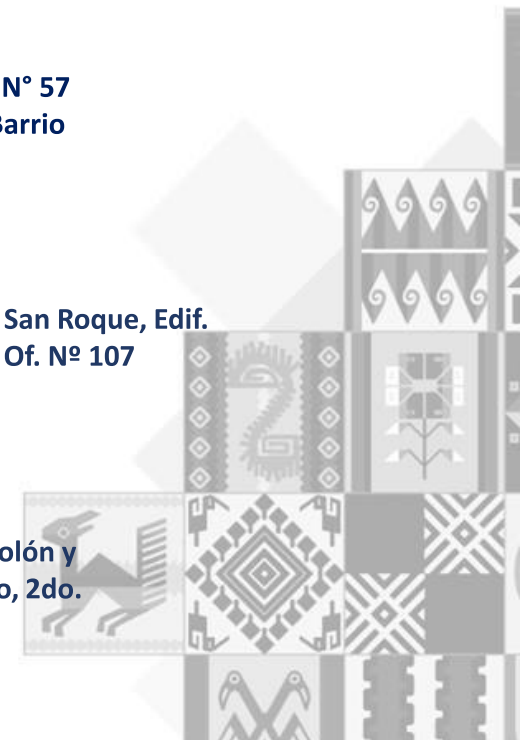 N° 57
Barrio
San Roque, Edif.
Of. Nº 107
olón y
o, 2do.